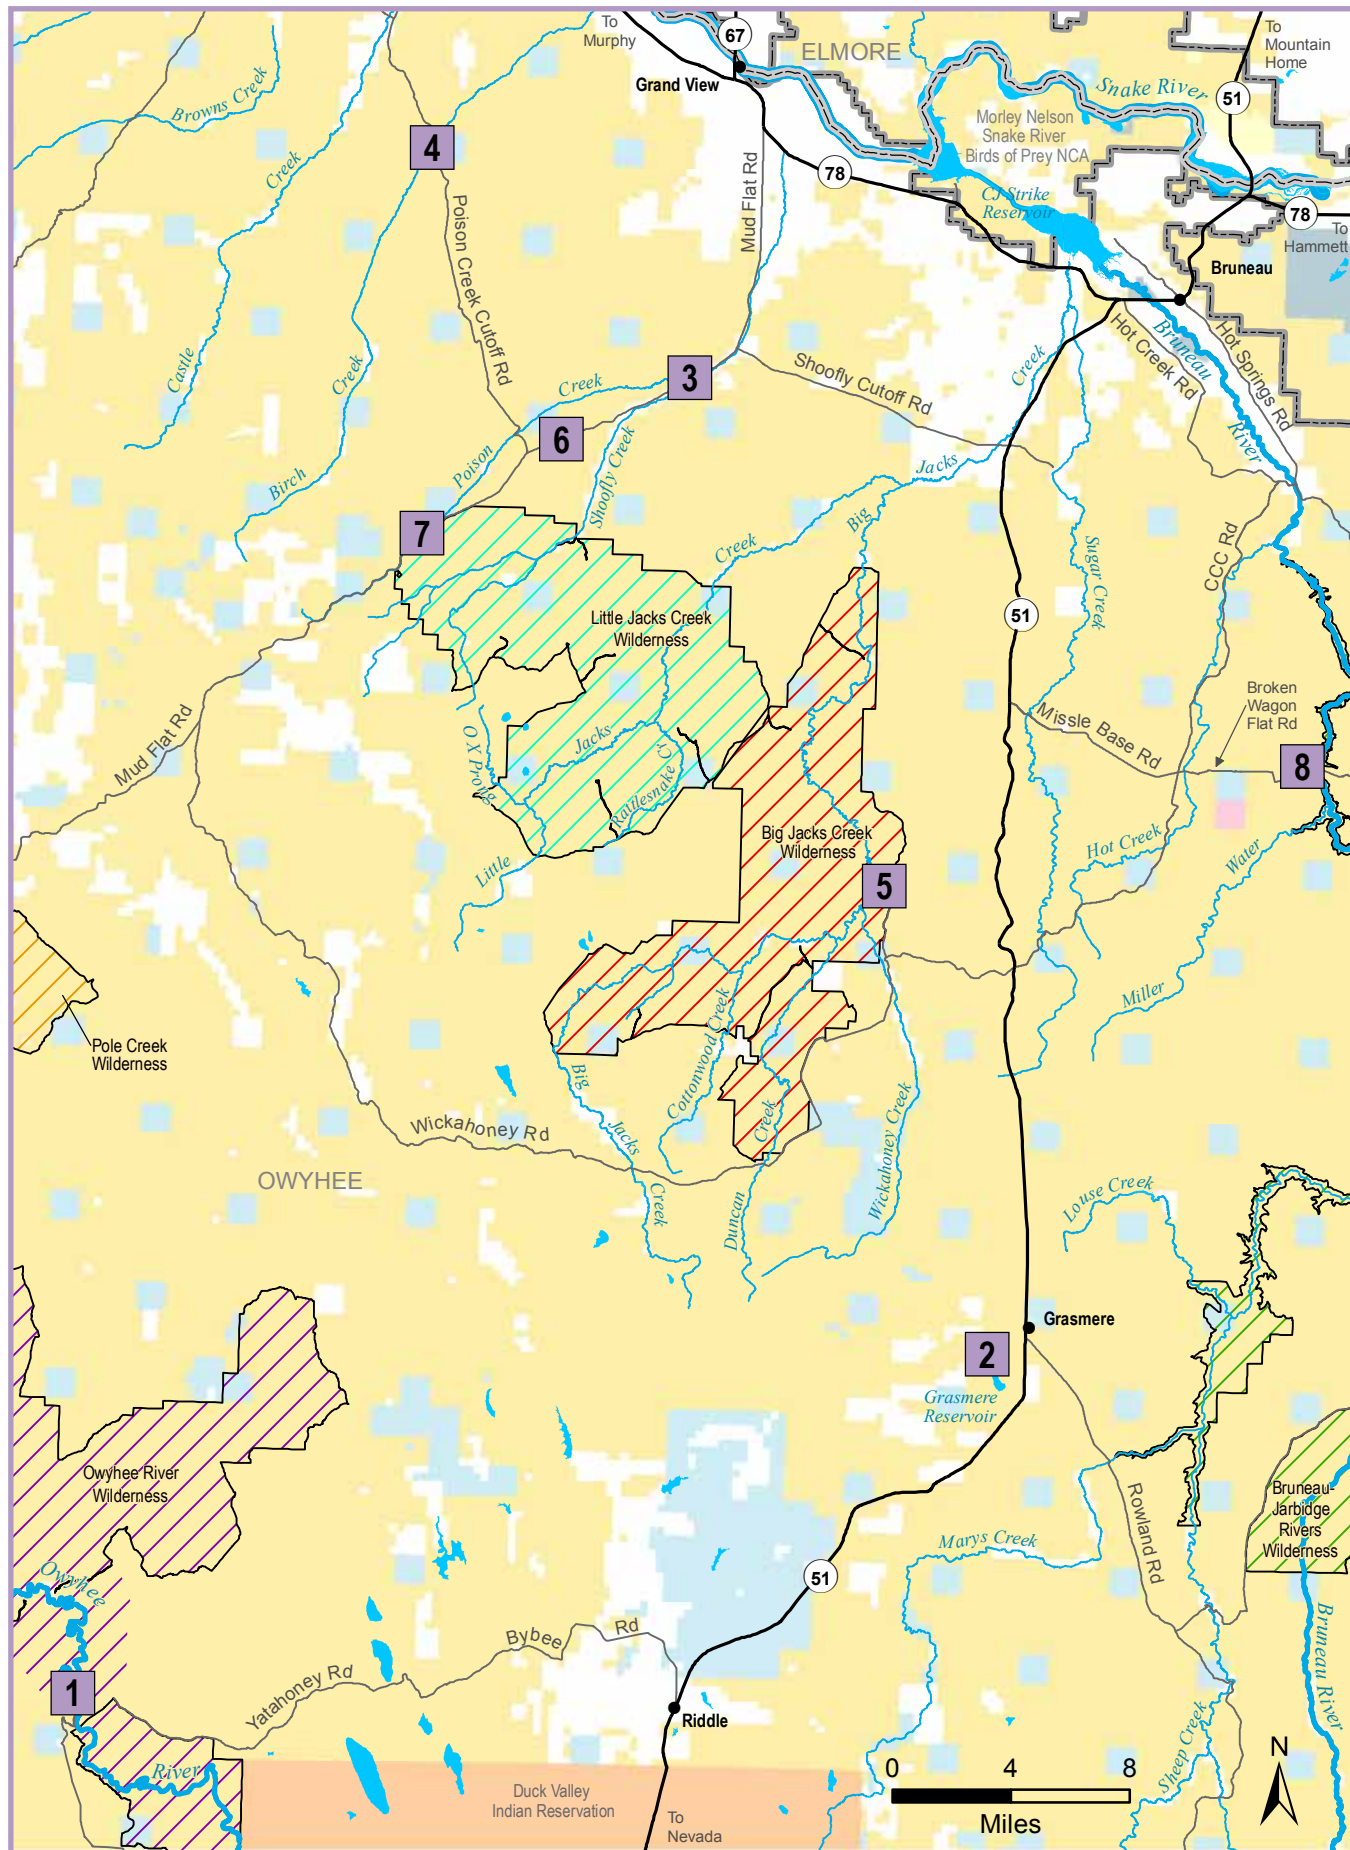 To
Murphy
67
ELMORE
To
Mountain
Home
Grand View
Snake River
51
Browns Creek
Morley Nelson
Snake River
Birds of Prey NCA
4
Creek
78
Mud Flat Rd
CJ Strike
Reservoir
78
To
Hammett
Poison Creek Cutoff Rd
Bruneau
Castle
Creek
Creek
3
Shoofly Cutoff Rd
Creek
Hot Creek Rd
Bruneau
River
Hot Springs Rd
6
Poison
Shoofly Creek
Jacks
Birch
7
Big
Creek
Sugar Creek
CCC Rd
Little Jacks Creek
Wilderness
51
Mud Flat Rd
O X Prong
Jacks
Rattlesnake Cr
Missle Base Rd
Broken
Wagon
Flat Rd
8
Little
Big Jacks Creek
Wilderness
Hot Creek
Water
5
Miller
Pole Creek
Wilderness
Cottonwood Creek
Big
Jacks
Creek
Wickahoney Rd
Creek
Duncan
Wickahoney Creek
OWYHEE
Louse Creek
Grasmere
2
Grasmere
Reservoir
Owyhee River
Wilderness
Bruneau-
Jarbidge
Rivers
Wilderness
Rowland Rd
Marys Creek
Owyhee
51
Bybee
Rd
Bruneau River
1
Yatahoney Rd
Riddle
Sheep Creek
River
Duck Valley
Indian Reservation
To
Nevada
0 4 8
Miles
N